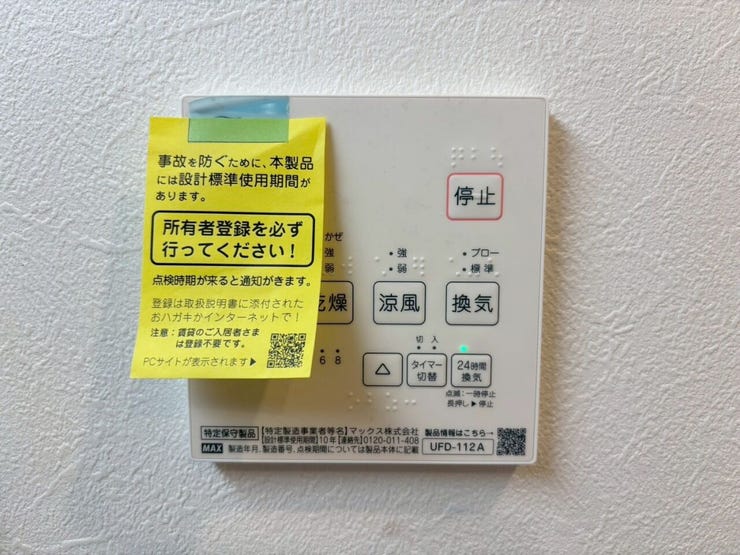 事故を防ぐために、本製品
には設計標準使用期間が
あります。
所有者登録を必ず
行ってください！
点検時期が来ると通知がきます。
登録は取扱説明書に添付された
おハガキかインターネットで！
注意：賃貸のご入居者さま
は登録不要です。
PCサイトが表示されます▶
停止
かぜ
強
弱
・強
・弱
・ブロー
・標準
乾燥
涼風
換気
6 8
切 入
△
タイマー
切替
24時間
換気
点滅：一時停止
長押し▶停止
特定保守製品
【特定製造事業者等名】マックス株式会社
【設計標準使用期間】10年【連絡先】0120-011-408
MAX 製造年月、製造番号、点検期間については製品本体に記載
製品情報はこちら→
UFD-112A